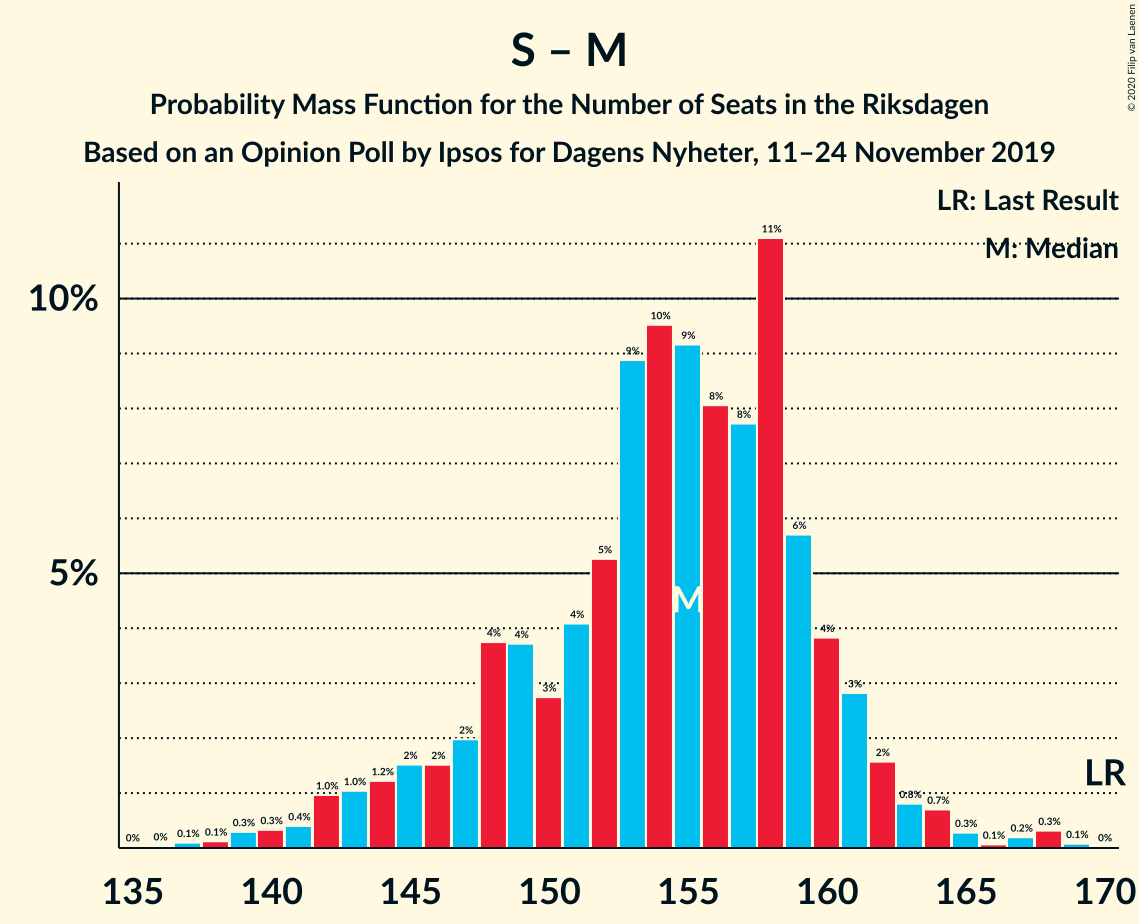 © 2020 Filip van Laenen
S – M
Probability Mass Function for the Number of Seats in the Riksdagen
Based on an Opinion Poll by Ipsos for Dagens Nyheter, 11–24 November 2019
LR: Last Result
M: Median
10%
5%
0% 0% 0.1% 0.1% 0.3% 0.3% 0.4% 1.0% 1.0% 1.2% 2% 2% 2% 4% 4% 3% 4% 5% 9% 10% 9% 8% 8% 11% 6% 4% 3% 2% 0.8% 0.7% 0.3% 0.1% 0.2% 0.3% 0.1% 0%
M
LR
135 140 145 150 155 160 165 170